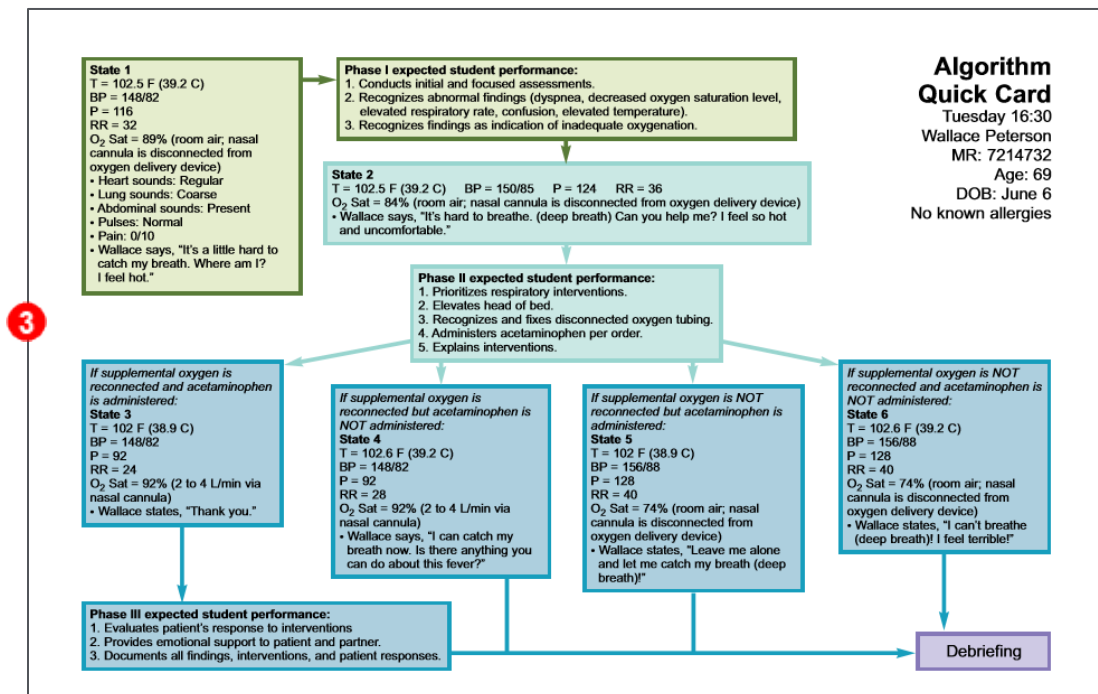 Algorithm
Quick Card
Tuesday 16:30
Wallace Peterson
MR: 7214732
Age: 69
DOB: June 6
No known allergies
3
State 1
T = 102.5 F (39.2 C)
BP = 148/82
P = 116
RR = 32
O₂ Sat = 89% (room air; nasal
cannula is disconnected from
oxygen delivery device)
• Heart sounds: Regular
• Lung sounds: Coarse
• Abdominal sounds: Present
• Pulses: Normal
• Pain: 0/10
• Wallace says, “It’s a little hard to
catch my breath. Where am I?
I feel hot.”
Phase I expected student performance:
1. Conducts initial and focused assessments.
2. Recognizes abnormal findings (dyspnea, decreased oxygen saturation level,
elevated respiratory rate, confusion, elevated temperature).
3. Recognizes findings as indication of inadequate oxygenation.
State 2
T = 102.5 F (39.2 C) BP = 150/85 P = 124 RR = 36
O₂ Sat = 84% (room air; nasal cannula is disconnected from oxygen delivery device)
• Wallace says, “It’s hard to breathe. (deep breath) Can you help me? I feel so hot
and uncomfortable.”
Phase II expected student performance:
1. Prioritizes respiratory interventions.
2. Elevates head of bed.
3. Recognizes and fixes disconnected oxygen tubing.
4. Administers acetaminophen per order.
5. Explains interventions.
If supplemental oxygen is
reconnected and acetaminophen
is administered:
State 3
T = 102 F (38.9 C)
BP = 148/82
P = 92
RR = 24
O₂ Sat = 92% (2 to 4 L/min via
nasal cannula)
• Wallace states, “Thank you.”
If supplemental oxygen is
reconnected but acetaminophen is
NOT administered:
State 4
T = 102.6 F (39.2 C)
BP = 148/82
P = 92
RR = 28
O₂ Sat = 92% (2 to 4 L/min via
nasal cannula)
• Wallace says, “I can catch my
breath now. Is there anything you
can do about this fever?”
If supplemental oxygen is NOT
reconnected but acetaminophen is
administered:
State 5
T = 102 F (38.9 C)
BP = 156/88
P = 128
RR = 40
O₂ Sat = 74% (room air; nasal
cannula is disconnected from
oxygen delivery device)
• Wallace states, “Leave me alone
and let me catch my breath (deep
breath)!”
If supplemental oxygen is NOT
reconnected and acetaminophen is
NOT administered:
State 6
T = 102.6 F (39.2 C)
BP = 156/88
P = 128
RR = 40
O₂ Sat = 74% (room air; nasal
cannula is disconnected from
oxygen delivery device)
• Wallace states, “I can’t breathe
(deep breath)! I feel terrible!”
Phase III expected student performance:
1. Evaluates patient’s response to interventions
2. Provides emotional support to patient and partner.
3. Documents all findings, interventions, and patient responses.
Debriefing